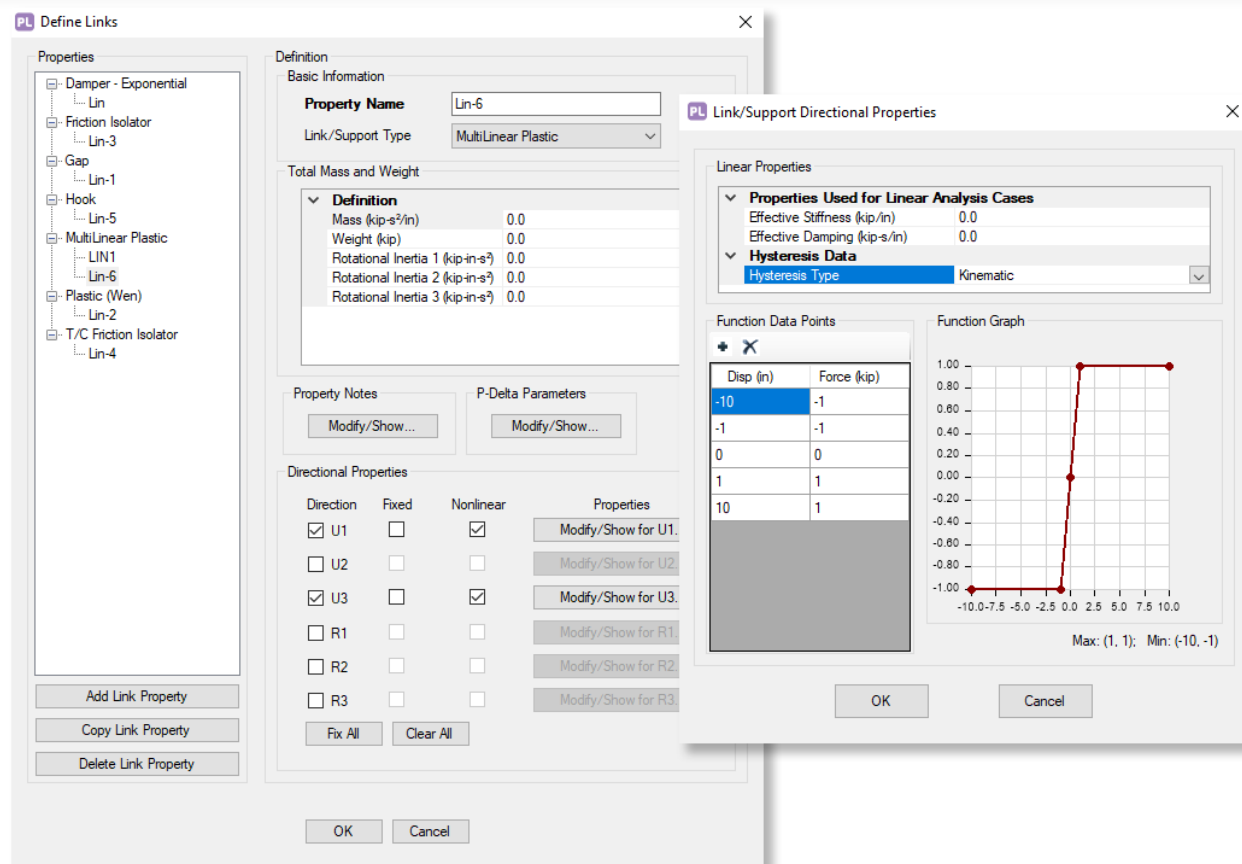 PL Define Links
Properties
Damper - Exponential
Lin
Friction Isolator
Lin-3
Gap
Lin-1
Hook
Lin-5
MultiLinear Plastic
LIN1
Lin-6
Plastic (Wen)
Lin-2
T/C Friction Isolator
Lin-4
Add Link Property
Copy Link Property
Delete Link Property
Definition
Basic Information
Property Name Lin-6
Link/Support Type MultiLinear Plastic
Total Mass and Weight
Definition
Mass (kip-s²/in) 0.0
Weight (kip) 0.0
Rotational Inertia 1 (kip-in-s²) 0.0
Rotational Inertia 2 (kip-in-s²) 0.0
Rotational Inertia 3 (kip-in-s²) 0.0
Property Notes
Modify/Show...
P-Delta Parameters
Modify/Show...
Directional Properties
Direction Fixed Nonlinear Properties
U1 Modify/Show for U1.
U2 Modify/Show for U2.
U3 Modify/Show for U3.
R1 Modify/Show for R1.
R2 Modify/Show for R2.
R3 Modify/Show for R3.
Fix All Clear All
OK Cancel
PL Link/Support Directional Properties
Linear Properties
Properties Used for Linear Analysis Cases
Effective Stiffness (kip/in) 0.0
Effective Damping (kip-s/in) 0.0
Hysteresis Data
Hysteresis Type Kinematic
Function Data Points
Disp (in) Force (kip)
-10 -1
-1 -1
0 0
1 1
10 1
Function Graph
1.00
0.80
0.60
0.40
0.20
0.00
-0.20
-0.40
-0.60
-0.80
-1.00
-10.0 -7.5 -5.0 -2.5 0.0 2.5 5.0 7.5 10.0
Max: (1, 1); Min: (-10, -1)
OK Cancel